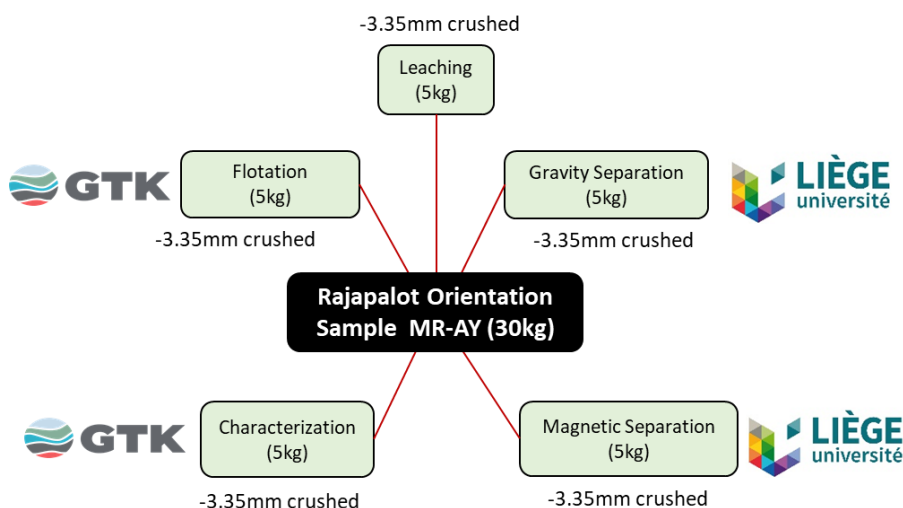 -3.35mm crushed
Leaching
(5kg)
GTK
Flotation
(5kg)
-3.35mm crushed
Gravity Separation
(5kg)
-3.35mm crushed
LIÈGE
université
Rajapalot Orientation
Sample MR-AY (30kg)
GTK
Characterization
(5kg)
-3.35mm crushed
Magnetic Separation
(5kg)
-3.35mm crushed
LIÈGE
université